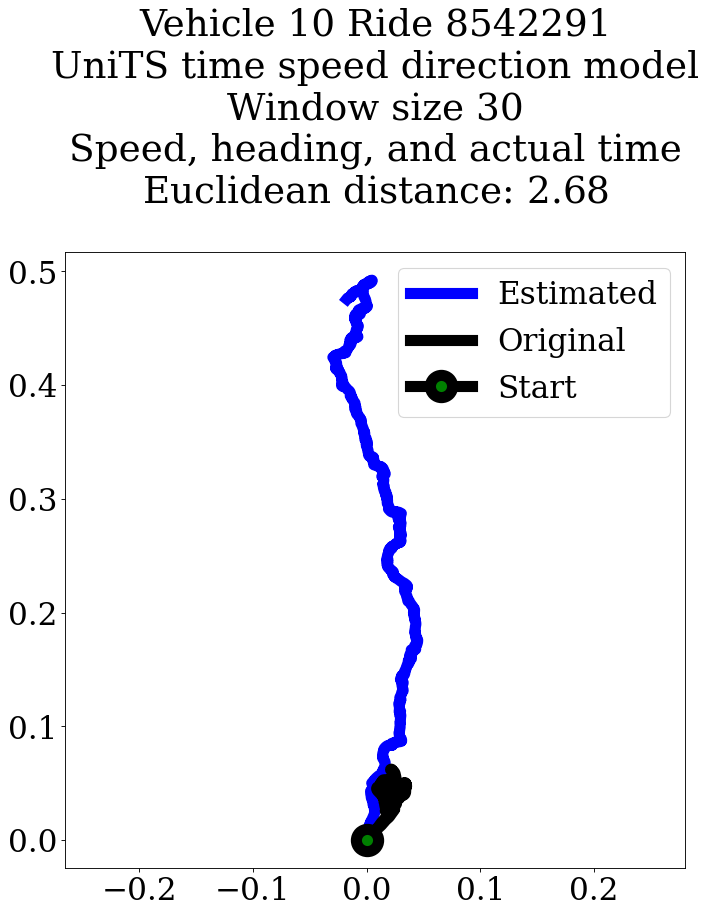 Vehicle 10 Ride 8542291
UniTS time speed direction model
Window size 30
Speed, heading, and actual time
Euclidean distance: 2.68
Estimated
Original
Start
0.5
0.4
0.3
0.2
0.1
0.0
−0.2
−0.1
0.0
0.1
0.2